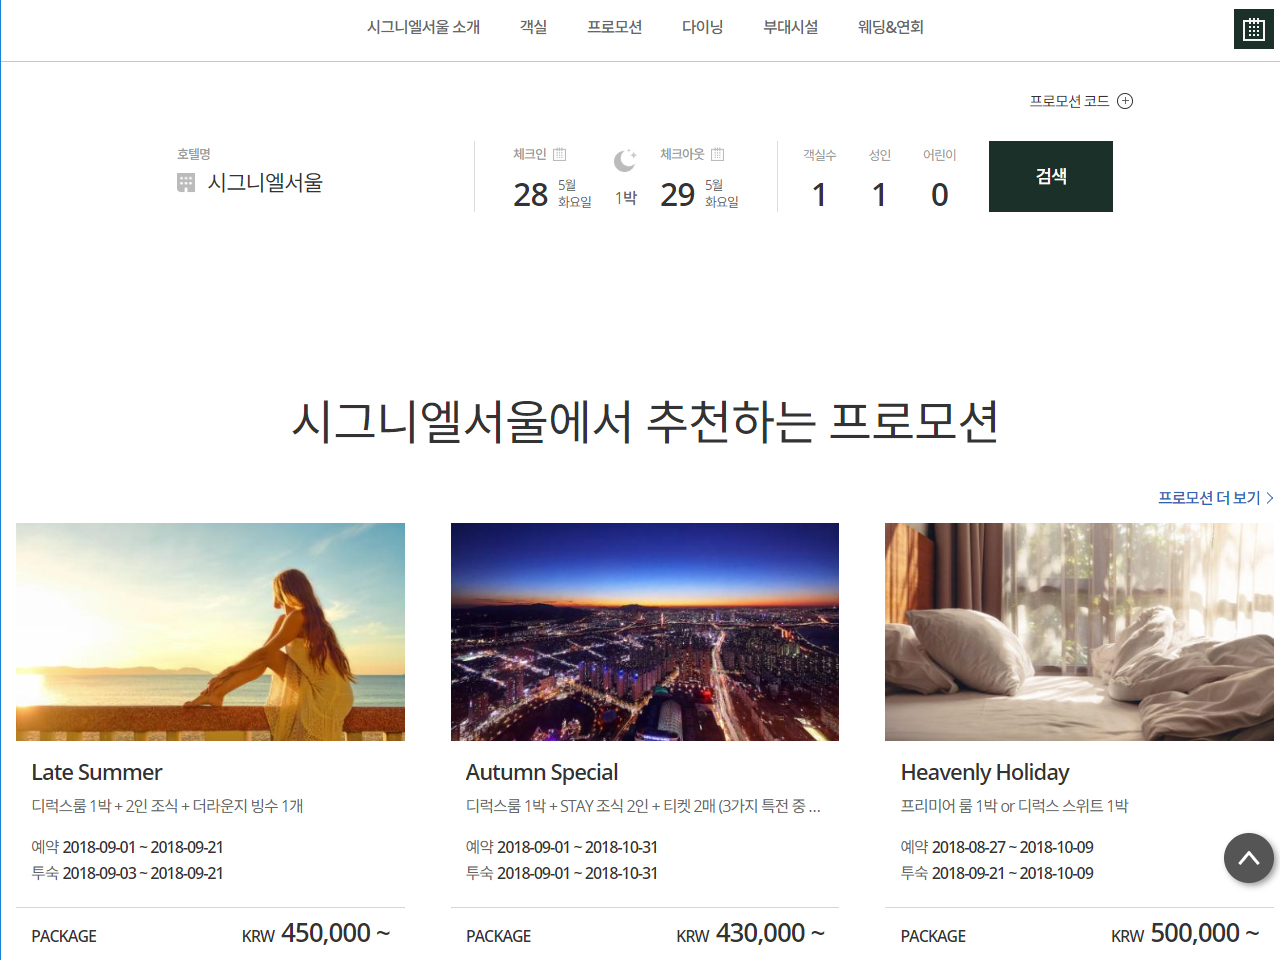 시그니엘서울 소개 객실 프로모션 다이닝 부대시설 웨딩&연회
프로모션 코드
호텔명 체크인 체크아웃 객실수 성인 어린이
시그니엘서울 28 5월 화요일 1박 29 5월 화요일 1 1 0 검색
시그니엘서울에서 추천하는 프로모션
프로모션 더 보기
Late Summer
디럭스룸 1박 + 2인 조식 + 더라운지 빙수 1개
예약 2018-09-01 ~ 2018-09-21
투숙 2018-09-03 ~ 2018-09-21
PACKAGE KRW 450,000 ~
Autumn Special
디럭스룸 1박 + STAY 조식 2인 + 티켓 2매 (3가지 특전 중 ...
예약 2018-09-01 ~ 2018-10-31
투숙 2018-09-01 ~ 2018-10-31
PACKAGE KRW 430,000 ~
Heavenly Holiday
프리미어 룸 1박 or 디럭스 스위트 1박
예약 2018-08-27 ~ 2018-10-09
투숙 2018-09-21 ~ 2018-10-09
PACKAGE KRW 500,000 ~